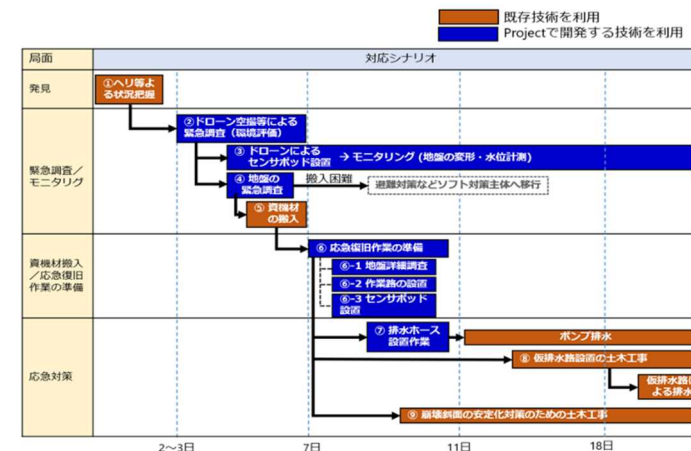 既存技術を利用
Projectで開発する技術を利用
局面
対応シナリオ
発見
①ヘリ等よ
る状況把握
緊急調査／
モニタリグ
②ドローン空撮等による
緊急調査（環境評価）
③ ドローンによる
センサポッド設置 → モニタリング (地盤の変形・水位計測)
④ 地盤の
緊急調査
搬入困難
避難対策などソフト対策主体へ移行
⑤ 資機材
の搬入
資機材搬入
／応急復旧
作業の準備
⑥ 応急復旧作業の準備
⑥-1 地盤詳細調査
⑥-2 作業路の設置
⑥-3 センサポッド
設置
応急対策
⑦ 排水ホース
設置作業
ポンプ排水
⑧ 仮排水路設置の土木工事
仮排水路
よる排水
⑨ 崩壊斜面の安定化対策のための土木工事
2～3日
7日
11日
18日